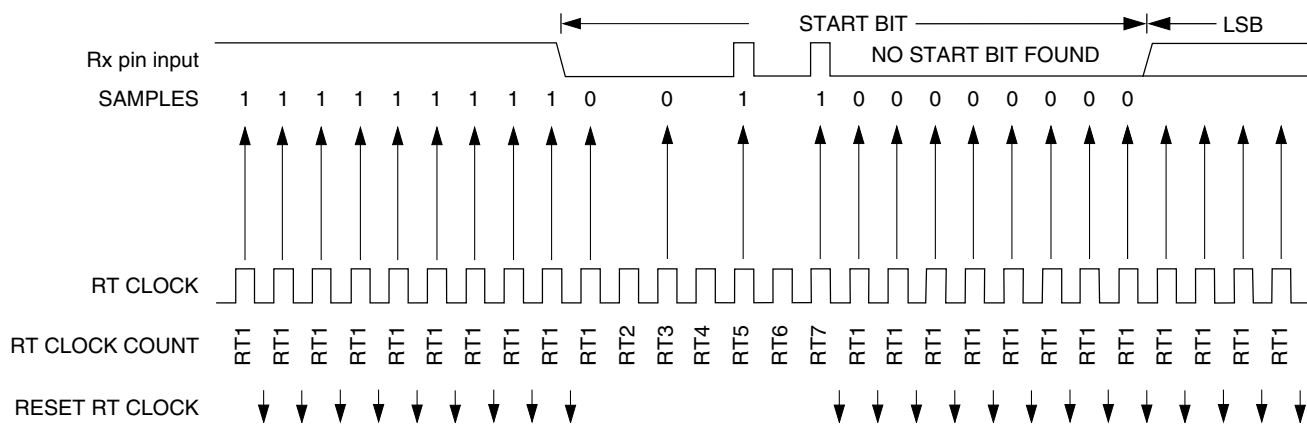 START BIT LSB
Rx pin input NO START BIT FOUND
SAMPLES 1 1 1 1 1 1 1 1 1 0 0 1 1 0 0 0 0 0 0 0 0
RT CLOCK
RT CLOCK COUNT RT1 RT1 RT1 RT1 RT1 RT1 RT1 RT1 RT1 RT1 RT2 RT3 RT4 RT5 RT6 RT7 RT1 RT1 RT1 RT1 RT1 RT1 RT1 RT1 RT1 RT1 RT1 RT1
RESET RT CLOCK